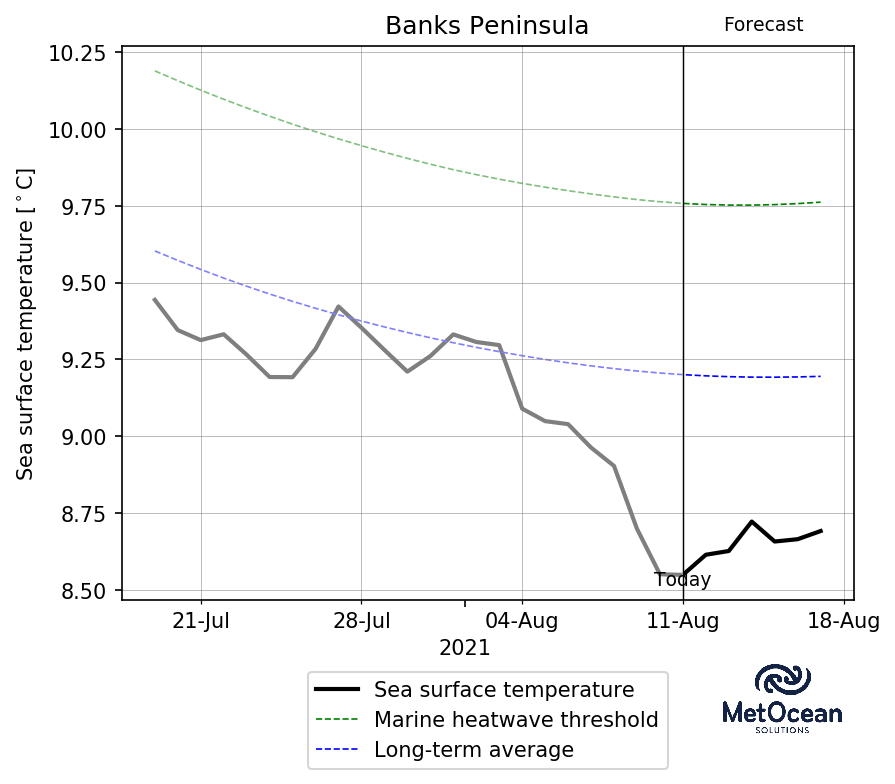 Banks Peninsula
Forecast
Sea surface temperature [°C]
10.25
10.00
9.75
9.50
9.25
9.00
8.75
8.50
Today
21-Jul
28-Jul
04-Aug
11-Aug
18-Aug
2021
Sea surface temperature
Marine heatwave threshold
Long-term average
MetOcean
SOLUTIONS